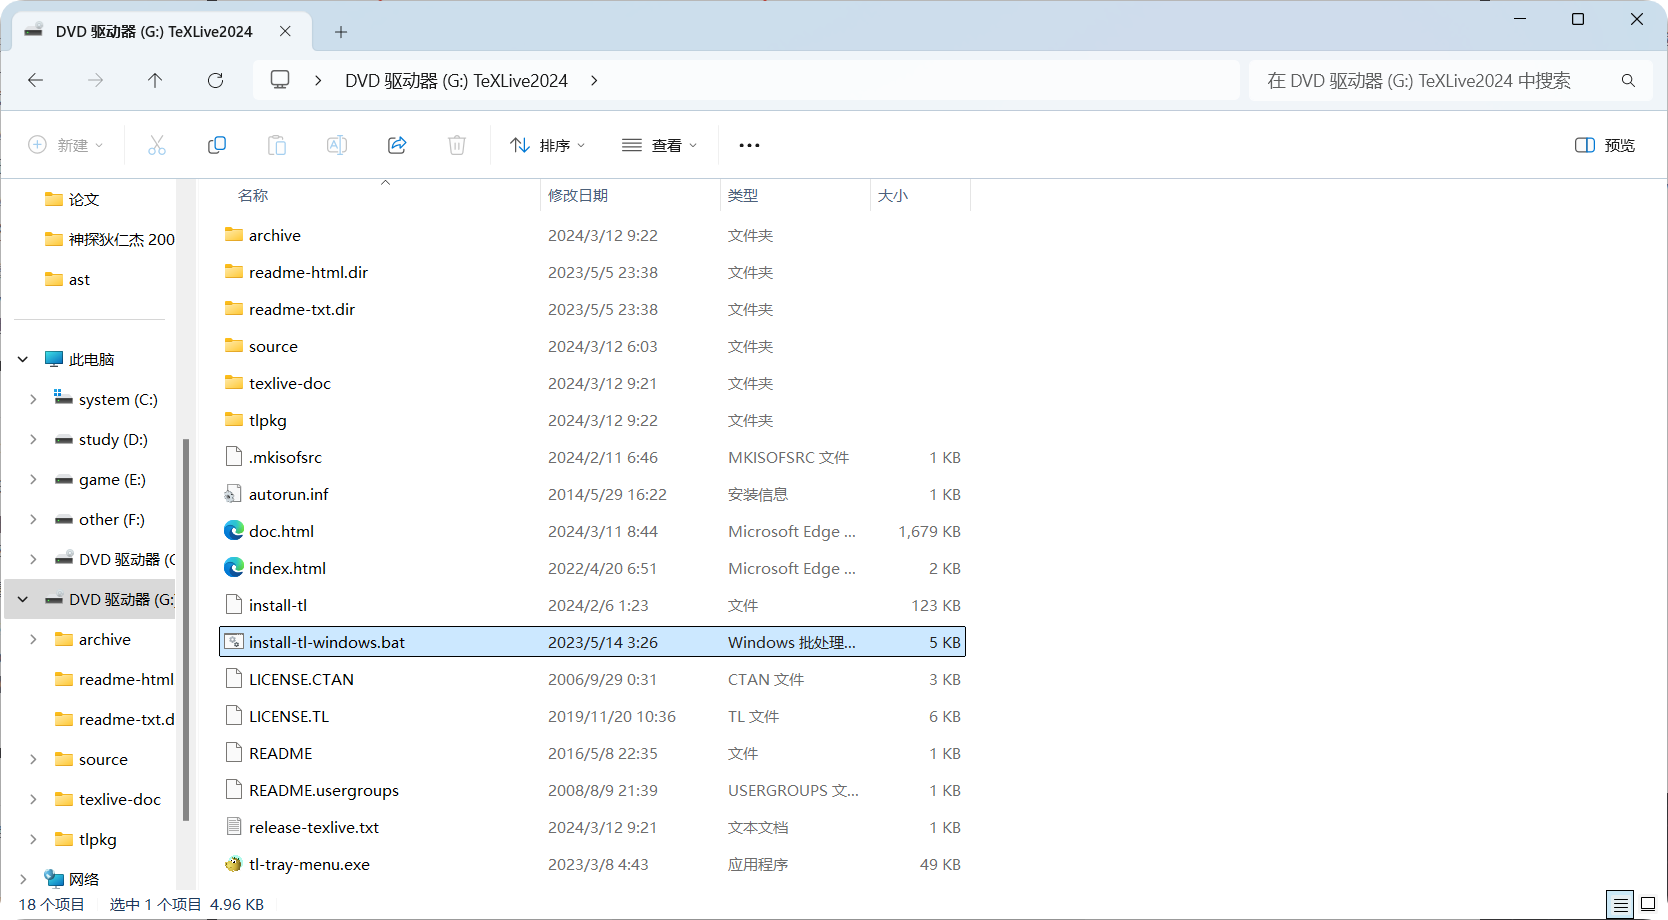 DVD 驱动器 (G:) TeXLive2024
DVD 驱动器 (G:) TeXLive2024
在 DVD 驱动器 (G:) TeXLive2024 中搜索
新建
排序
查看
预览
论文
神探狄仁杰 200
ast
此电脑
system (C:)
study (D:)
game (E:)
other (F:)
DVD 驱动器 (
DVD 驱动器 (G:
archive
readme-html
readme-txt.d
source
texlive-doc
tlpkg
网络
名称 修改日期 类型 大小
archive 2024/3/12 9:22 文件夹
readme-html.dir 2023/5/5 23:38 文件夹
readme-txt.dir 2023/5/5 23:38 文件夹
source 2024/3/12 6:03 文件夹
texlive-doc 2024/3/12 9:21 文件夹
tlpkg 2024/3/12 9:22 文件夹
.mkisofsrc 2024/2/11 6:46 MKISOFSRC 文件 1 KB
autorun.inf 2014/5/29 16:22 安装信息 1 KB
doc.html 2024/3/11 8:44 Microsoft Edge ... 1,679 KB
index.html 2022/4/20 6:51 Microsoft Edge ... 2 KB
install-tl 2024/2/6 1:23 文件 123 KB
install-tl-windows.bat 2023/5/14 3:26 Windows 批处理... 5 KB
LICENSE.CTAN 2006/9/29 0:31 CTAN 文件 3 KB
LICENSE.TL 2019/11/20 10:36 TL 文件 6 KB
README 2016/5/8 22:35 文件 1 KB
README.usergroups 2008/8/9 21:39 USERGROUPS 文... 1 KB
release-texlive.txt 2024/3/12 9:21 文本文档 1 KB
tl-tray-menu.exe 2023/3/8 4:43 应用程序 49 KB
18 个项目 选中 1 个项目 4.96 KB